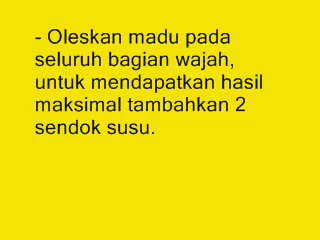 - Oleskan madu pada
seluruh bagian wajah,
untuk mendapatkan hasil
maksimal tambahkan 2
sendok susu.